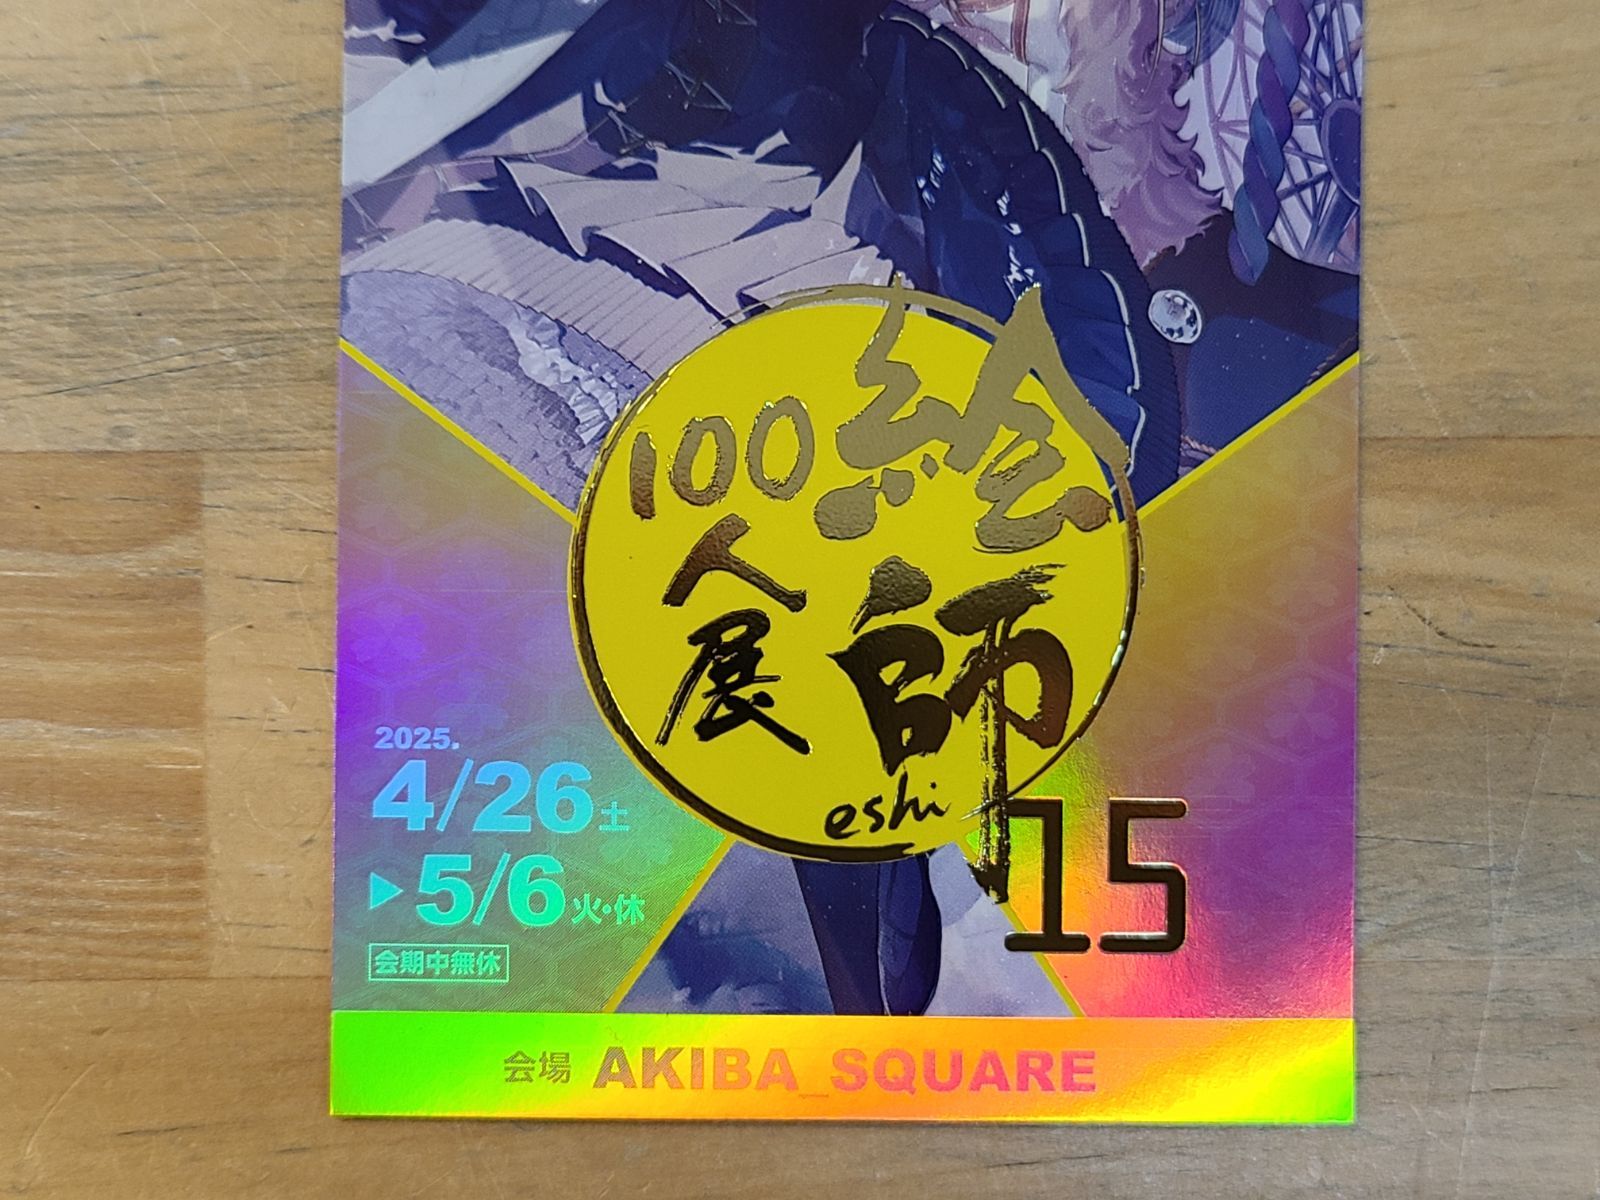 絵師
100人展
eshi
15
2025.
4/26土
▶5/6火・休
会期中無休
会場 AKIBA_SQUARE